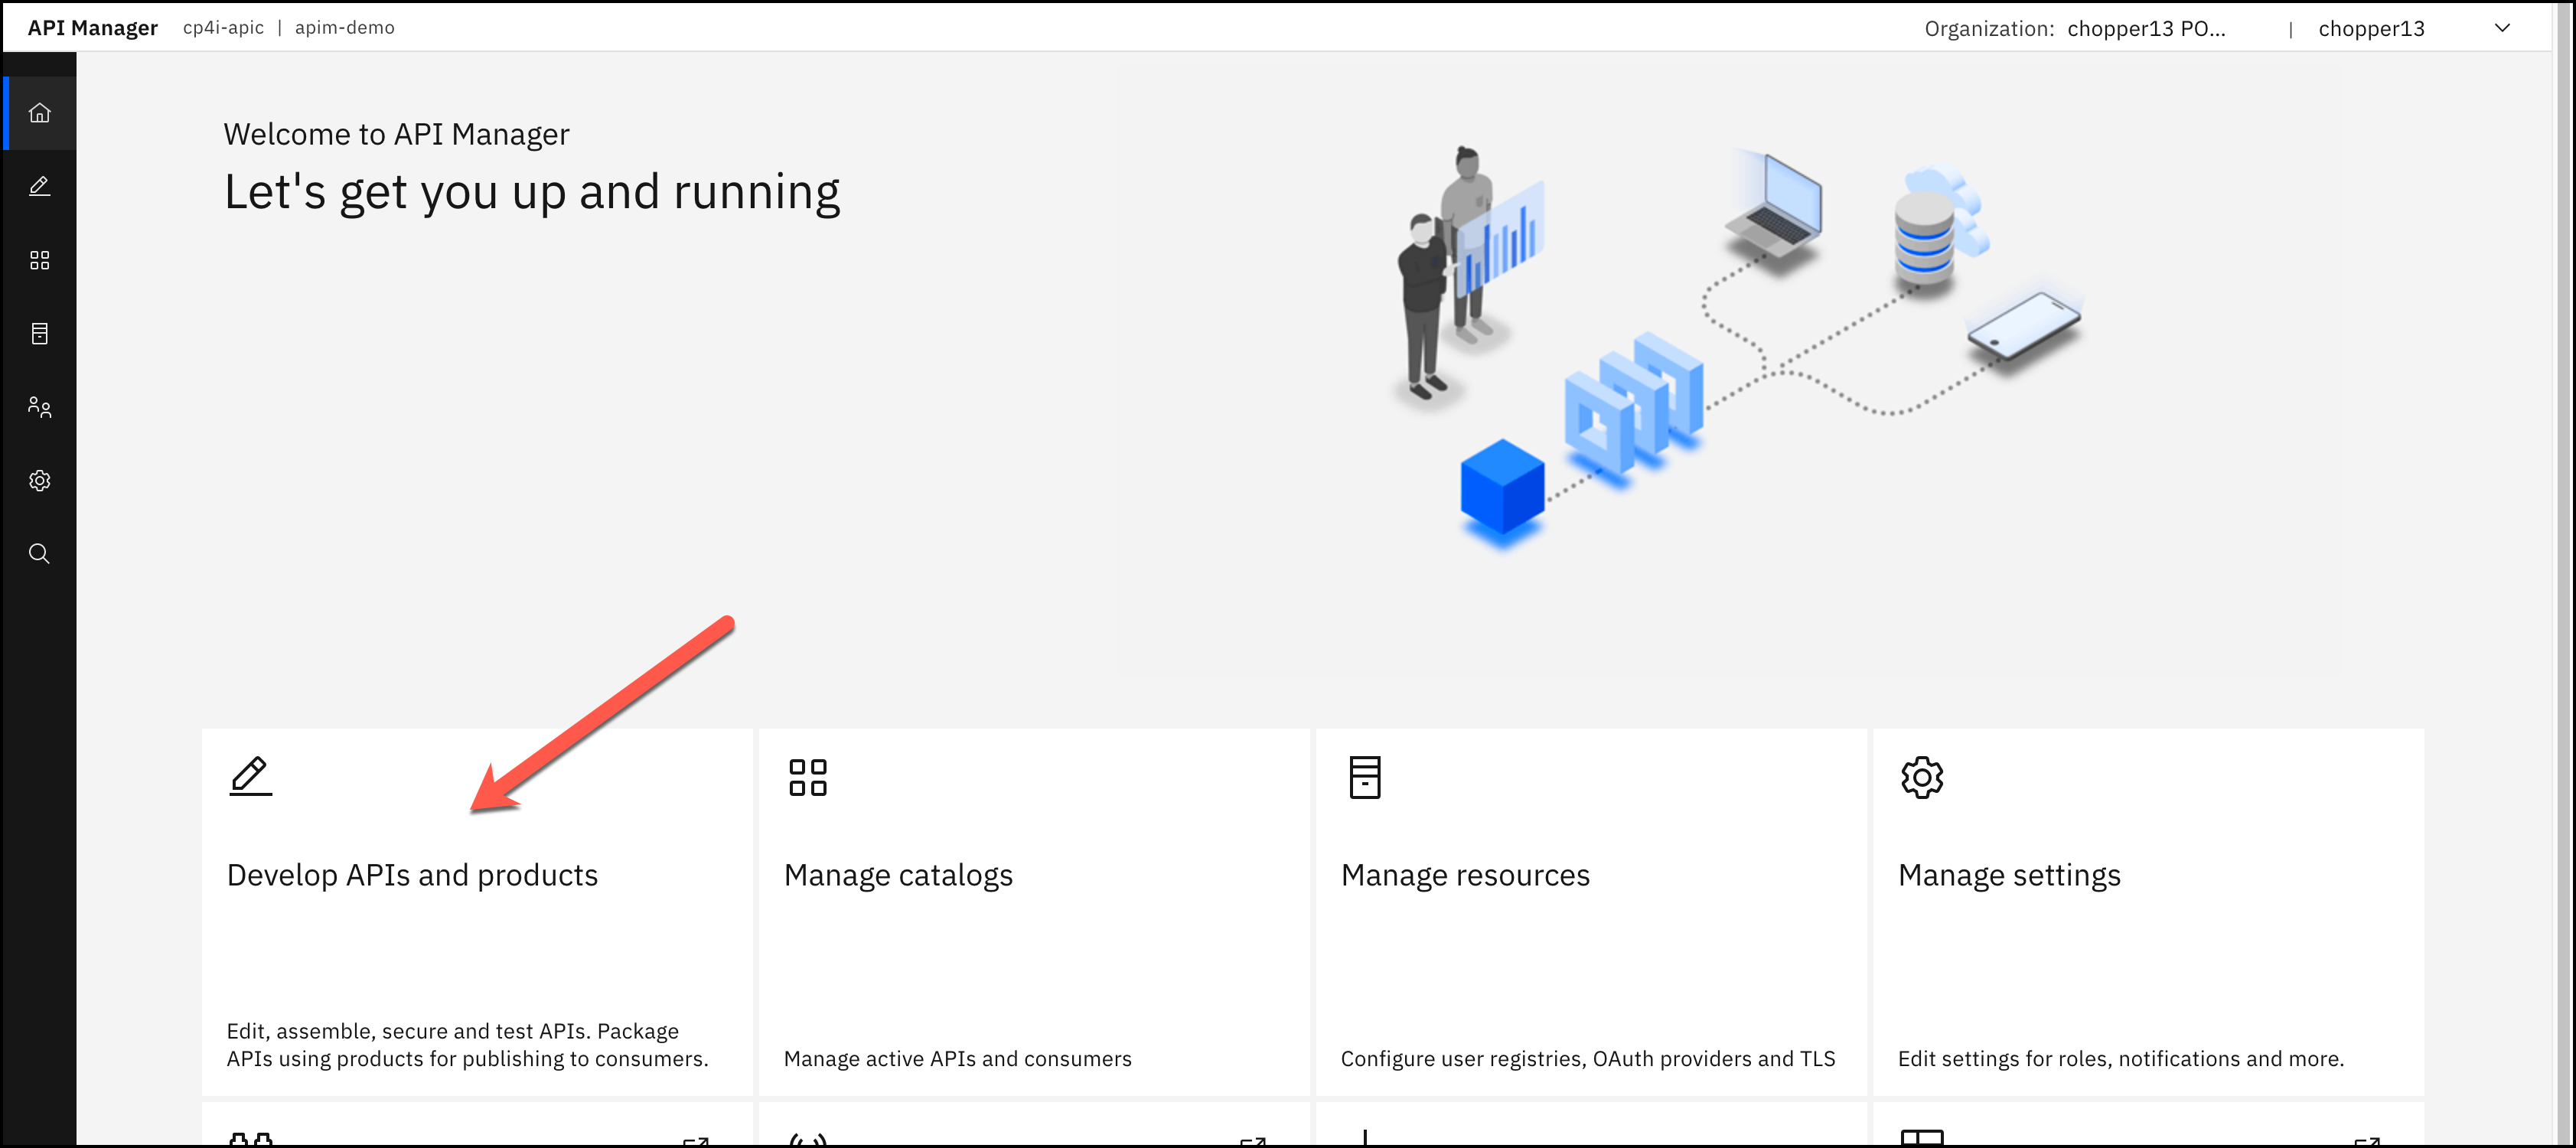 API Manager cp4i-apic | apim-demo Organization: chopper13 PO... | chopper13
Welcome to API Manager
Let's get you up and running
Develop APIs and products
Manage catalogs
Manage resources
Manage settings
Edit, assemble, secure and test APIs. Package
APIs using products for publishing to consumers.
Manage active APIs and consumers
Configure user registries, OAuth providers and TLS
Edit settings for roles, notifications and more.